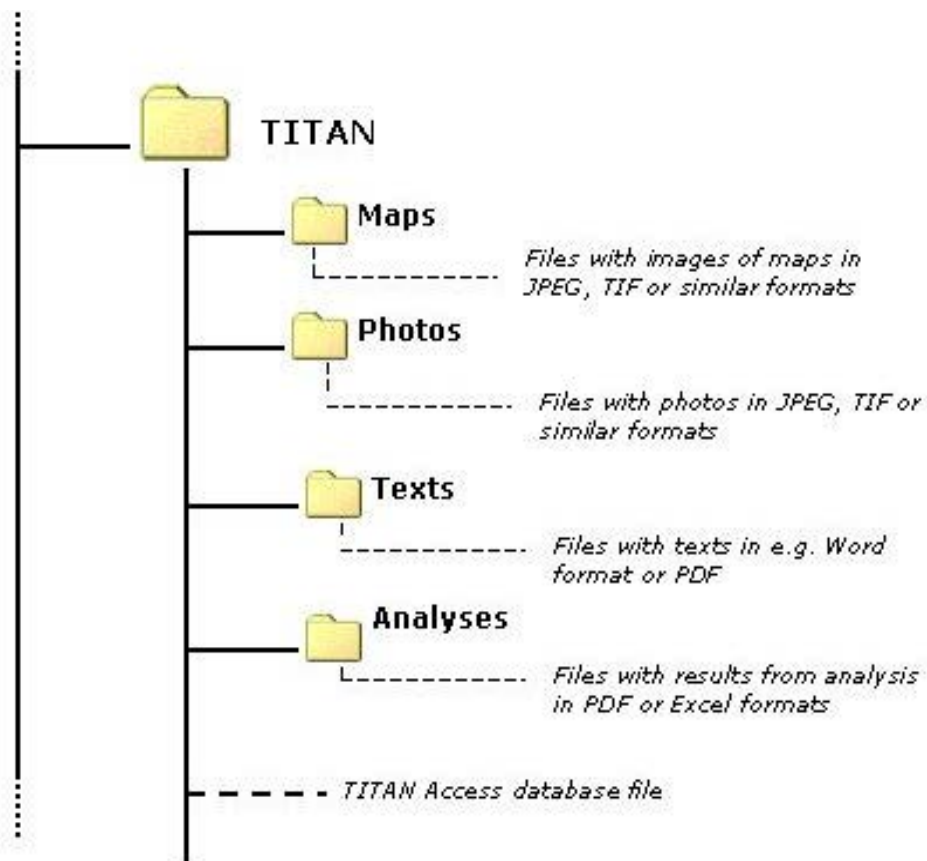 TITAN
Maps
Files with images of maps in
JPEG, TIF or similar formats
Photos
Files with photos in JPEG, TIF or
similar formats
Texts
Files with texts in e.g. Word
format or PDF
Analyses
Files with results from analysis
in PDF or Excel formats
TITAN Access database file